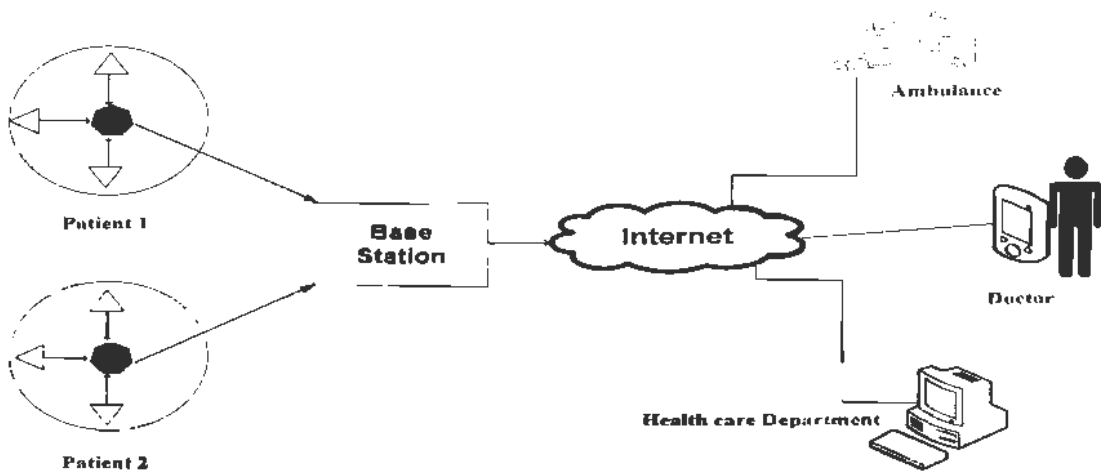 Ambulance
Patient 1
Base
Station
Internet
Doctor
Health care Department
Patient 2